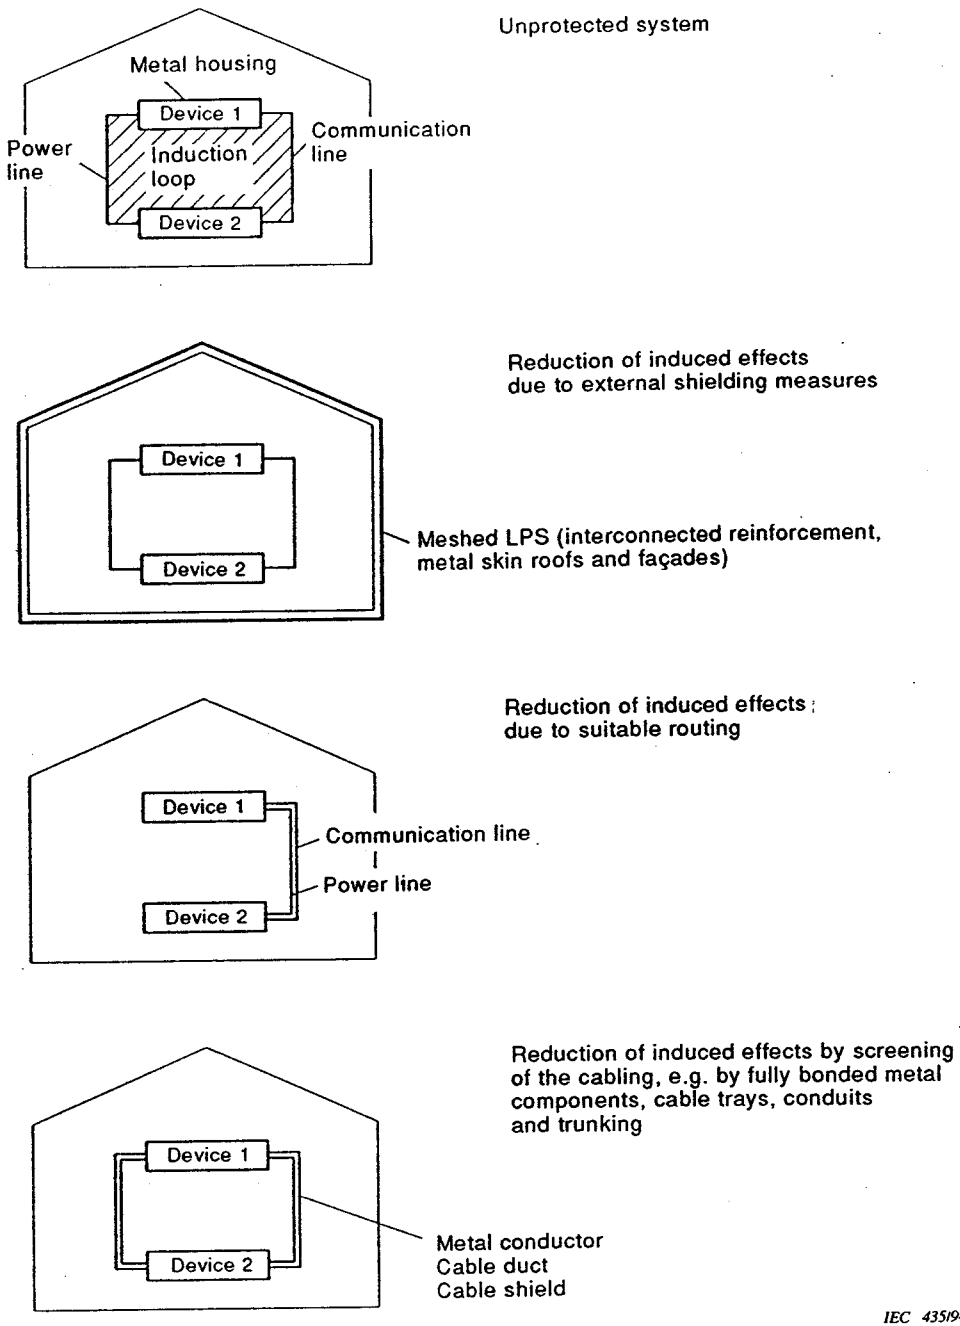 Unprotected system
Metal housing
Device 1
Power
line
Induction
loop
Communication
line
Device 2
Reduction of induced effects
due to external shielding measures
Device 1
Device 2
Meshed LPS (interconnected reinforcement,
metal skin roofs and façades)
Reduction of induced effects
due to suitable routing
Device 1
Communication line
Power line
Device 2
Reduction of induced effects by screening
of the cabling, e.g. by fully bonded metal
components, cable trays, conduits
and trunking
Device 1
Device 2
Metal conductor
Cable duct
Cable shield
IEC